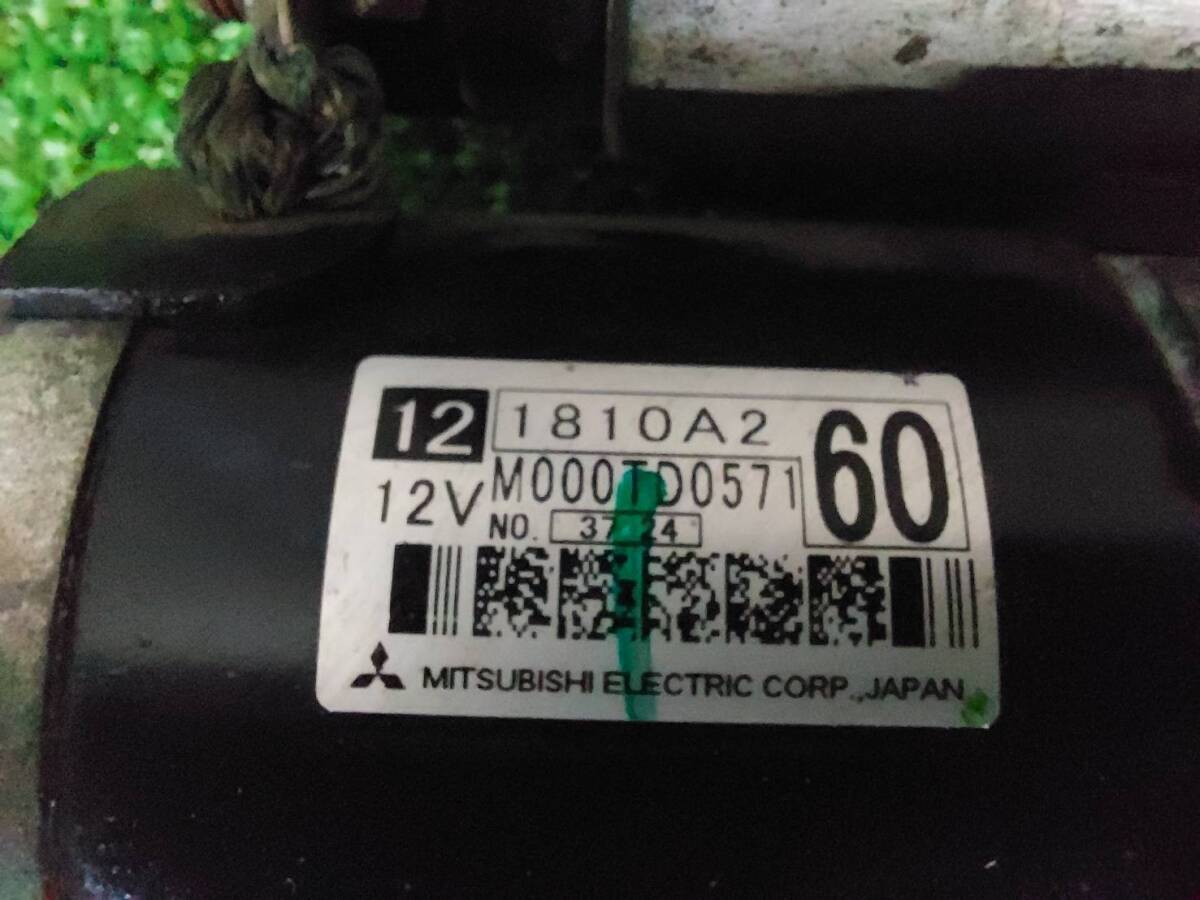 12 1810A2 60
12V M000TD0571
NO. 37 24
MITSUBISHI ELECTRIC CORP., JAPAN